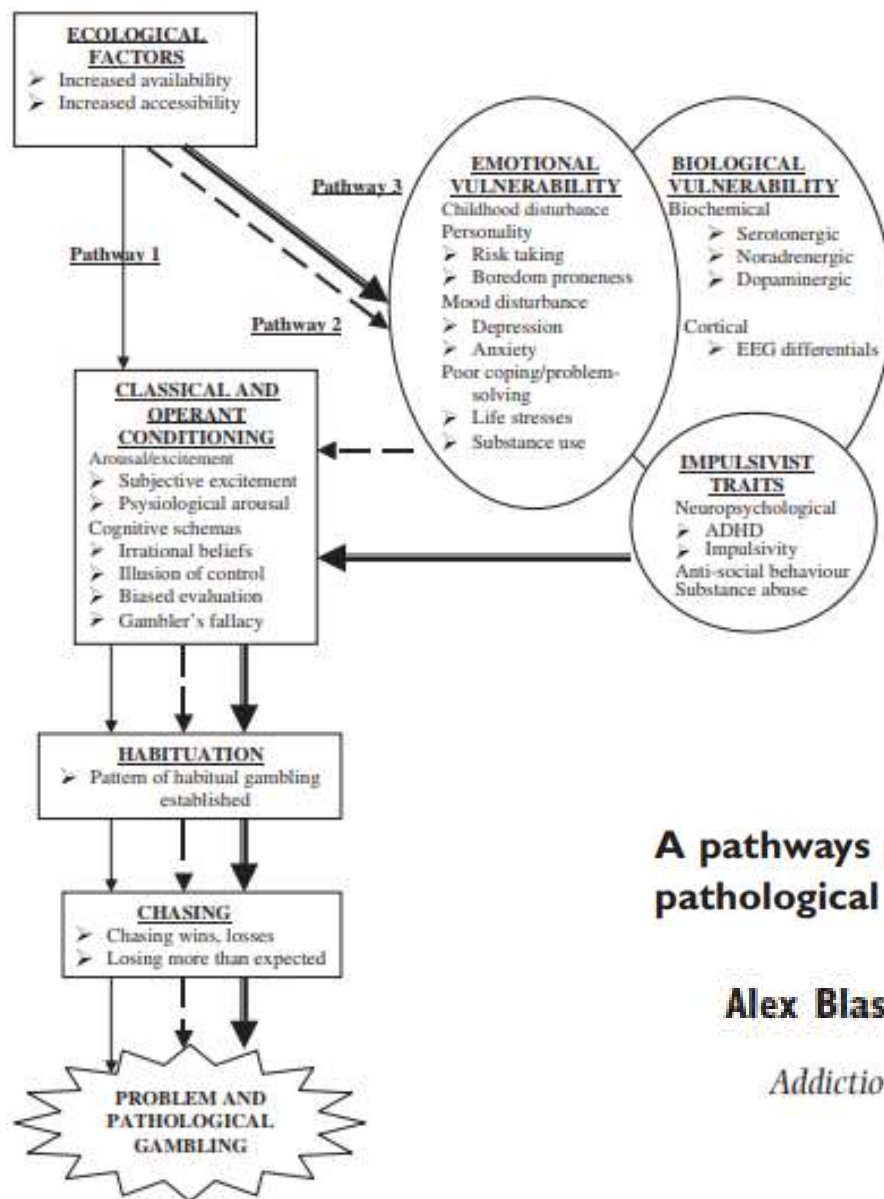 ECOLOGICAL
FACTORS
➢ Increased availability
➢ Increased accessibility
Pathway 3
Pathway 1
Pathway 2
EMOTIONAL
VULNERABILITY
Childhood disturbance
Personality
➢ Risk taking
➢ Boredom proneness
Mood disturbance
➢ Depression
➢ Anxiety
Poor coping/problem-
solving
➢ Life stresses
➢ Substance use
BIOLOGICAL
VULNERABILITY
Biochemical
➢ Serotonergic
➢ Noradrenergic
➢ Dopaminergic
Cortical
➢ EEG differentials
IMPULSIVIST
TRAITS
Neuropsychological
➢ ADHD
➢ Impulsivity
Anti-social behaviour
Substance abuse
CLASSICAL AND
OPERANT
CONDITIONING
Arousal/excitement
➢ Subjective excitement
➢ Psysiological arousal
Cognitive schemas
➢ Irrational beliefs
➢ Illusion of control
➢ Biased evaluation
➢ Gambler's fallacy
HABITUATION
➢ Pattern of habitual gambling
established
CHASING
➢ Chasing wins, losses
➢ Losing more than expected
PROBLEM AND
PATHOLOGICAL
GAMBLING
A pathways
pathological
Alex Blas
Addictio